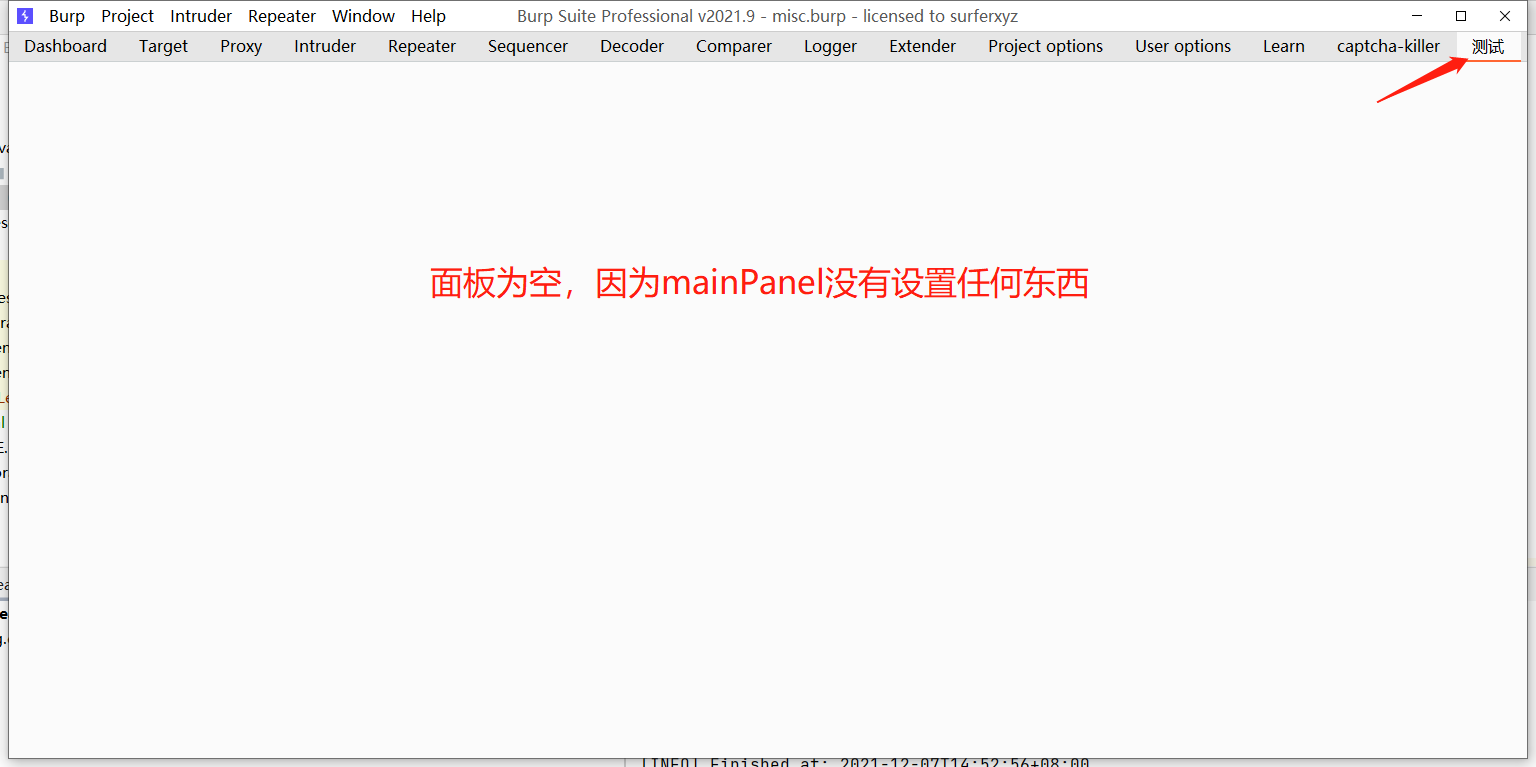 Burp Project Intruder Repeater Window Help Burp Suite Professional v2021.9 - misc.burp - licensed to surferxyz
Dashboard Target Proxy Intruder Repeater Sequencer Decoder Comparer Logger Extender Project options User options Learn captcha-killer 测试
面板为空，因为mainPanel没有设置任何东西
[INFO] Finished at: 2021-12-07T14:52:56+08:00